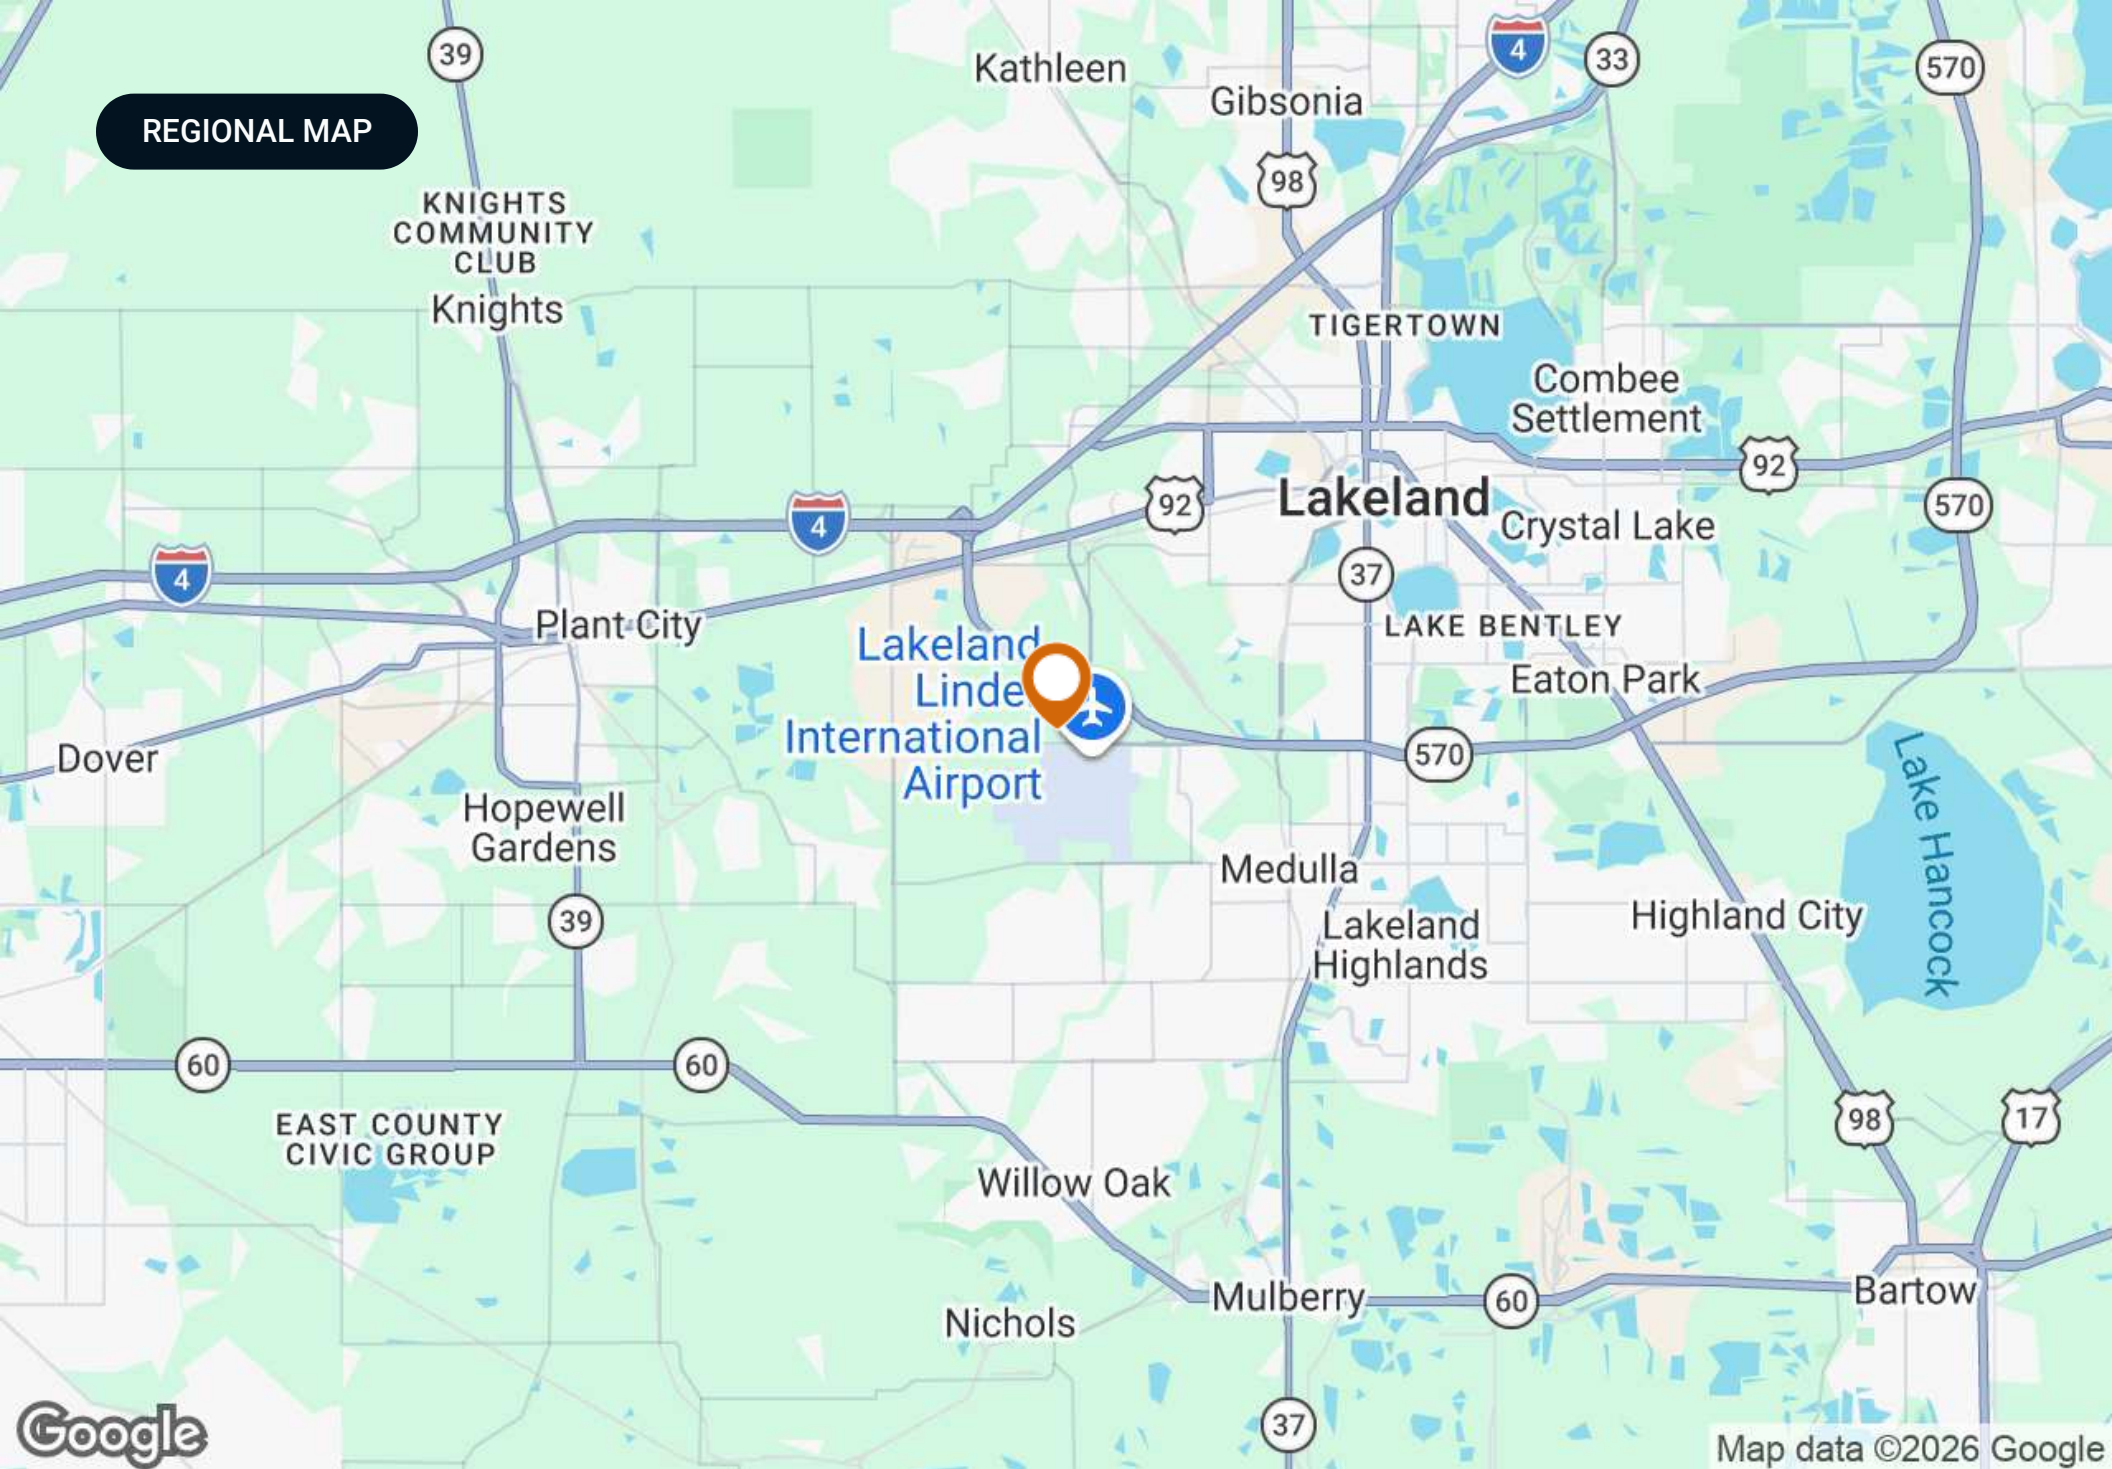 39
Kathleen
4
33
570
Gibsonia
REGIONAL MAP
98
KNIGHTS
COMMUNITY
CLUB
Knights
TIGERTOWN
Combee
Settlement
92
92
Lakeland
570
4
Crystal Lake
4
37
Plant City
LAKE BENTLEY
Lakeland
Linder
International
Airport
Eaton Park
Dover
570
Lake Hancock
Hopewell
Gardens
Medulla
39
Lakeland
Highlands
Highland City
60
60
98
17
EAST COUNTY
CIVIC GROUP
Willow Oak
Mulberry
60
Bartow
Nichols
37
Google
Map data ©2026 Google